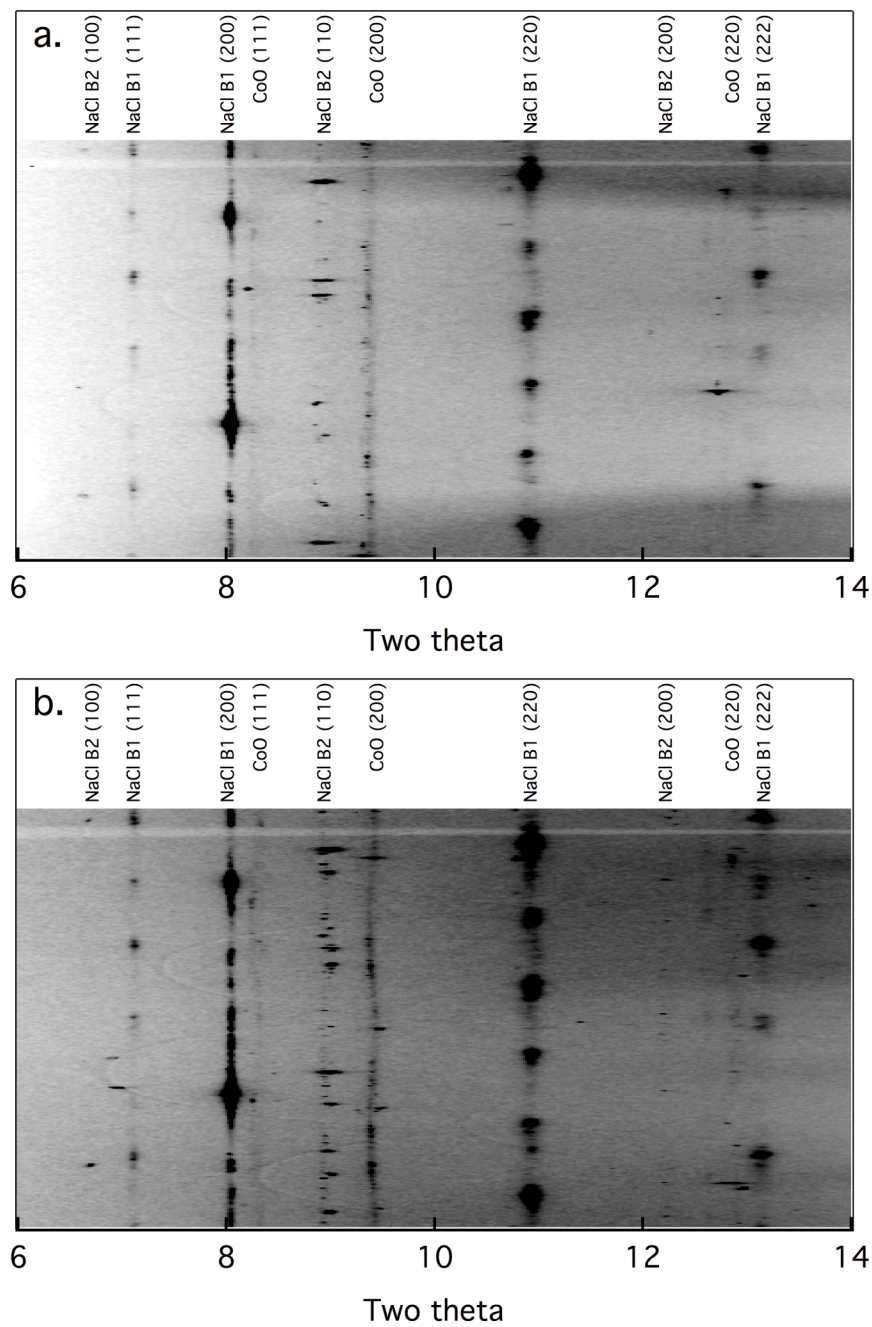 a.
NaCl B2 (100)
NaCl B1 (111)
NaCl B1 (200)
CoO (111)
NaCl B2 (110)
CoO (200)
NaCl B1 (220)
NaCl B2 (200)
CoO (220)
NaCl B1 (222)
6 8 10 12 14
Two theta
b.
NaCl B2 (100)
NaCl B1 (111)
NaCl B1 (200)
CoO (111)
NaCl B2 (110)
CoO (200)
NaCl B1 (220)
NaCl B2 (200)
CoO (220)
NaCl B1 (222)
6 8 10 12 14
Two theta